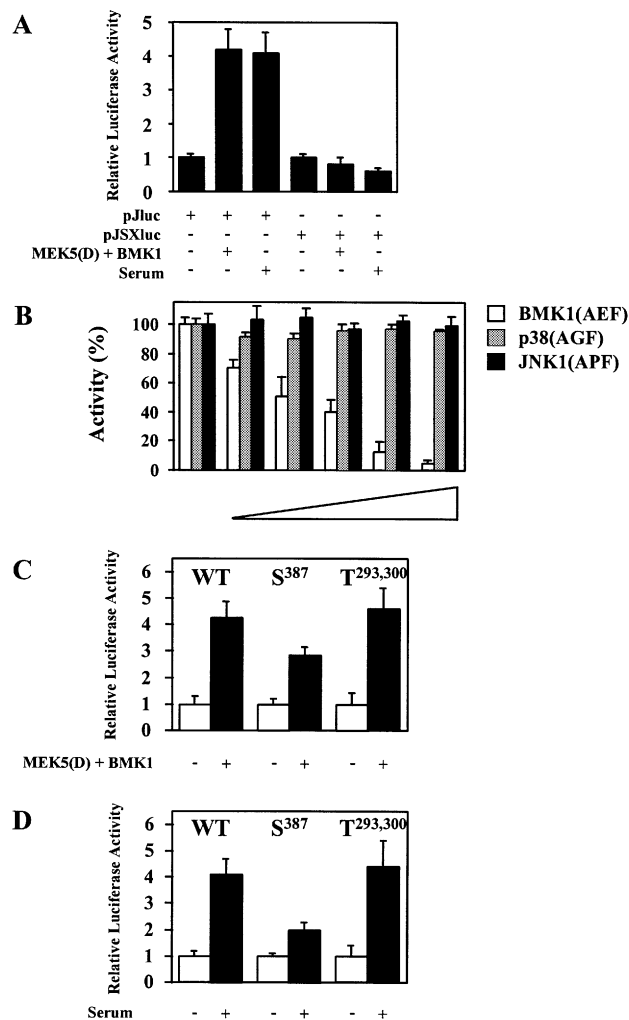 A
Relative Luciferase Activity
5
4
3
2
1
0
pJluc + + + - - -
pJSXluc - - - + + +
MEK5(D) + BMK1 - + - - + -
Serum - - + - - +
B
Activity (%)
100
80
60
40
20
0
BMK1(AEF)
p38(AGF)
JNK1(APF)
C
Relative Luciferase Activity
6
5
4
3
2
1
0
WT S387 T293,300
MEK5(D) + BMK1 - + - + - +
D
Relative Luciferase Activity
6
5
4
3
2
1
0
WT S387 T293,300
Serum - + - + - +